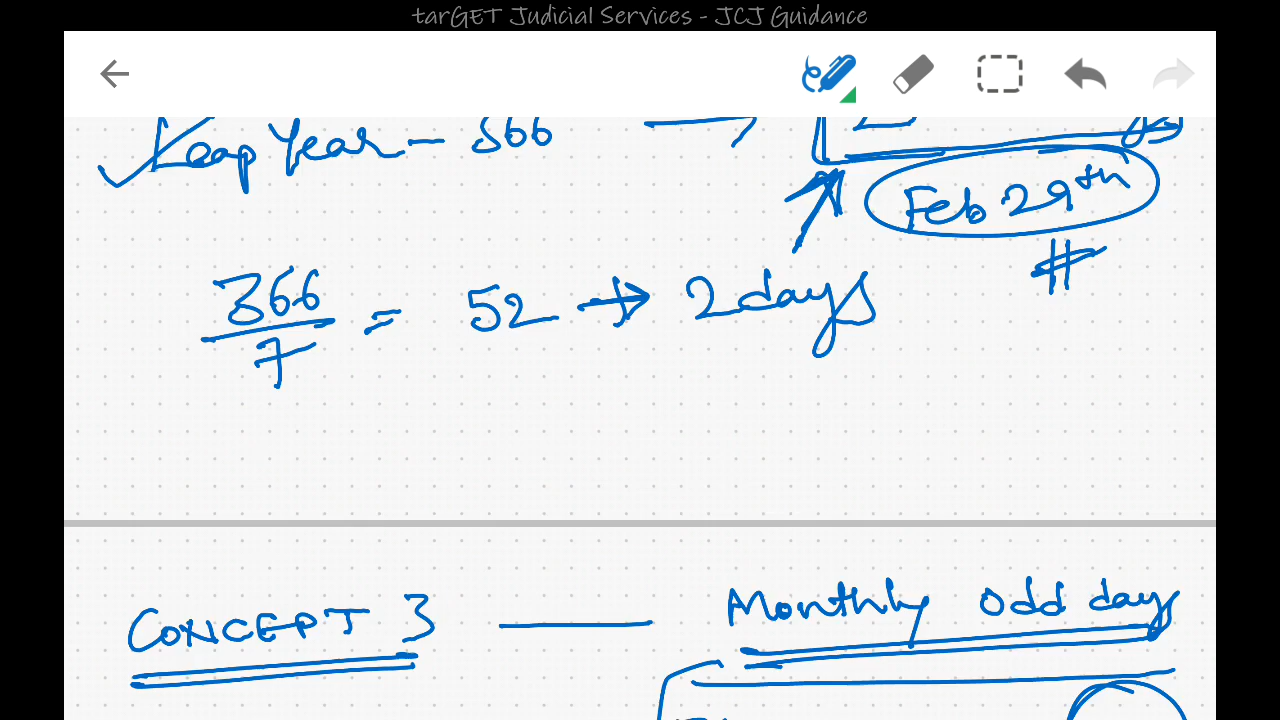 tarGET Judicial Services - JCJ Guidance
Leap Year - 366
Feb 29th
#
366/7 = 52 → 2 days
CONCEPT 3 — Monthly odd days